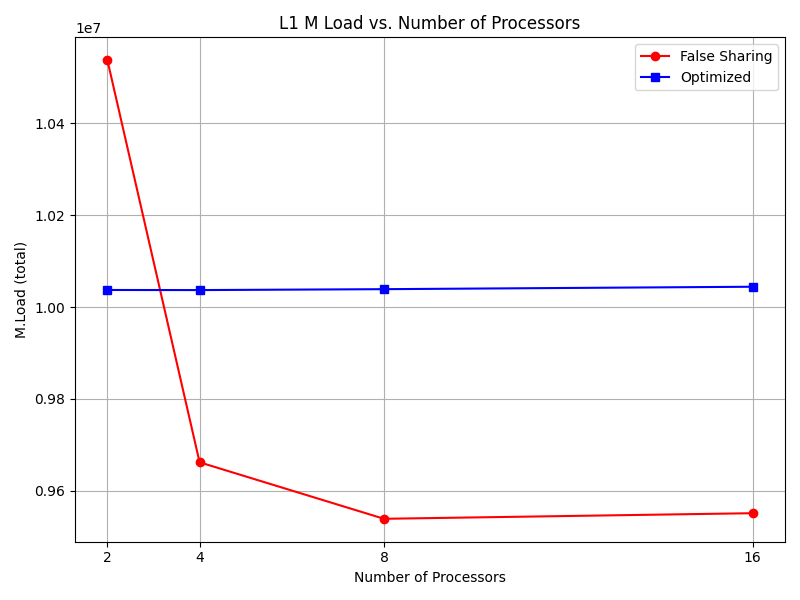 L1 M Load vs. Number of Processors
1e7
False Sharing
Optimized
1.04
1.02
1.00
0.98
0.96
M.Load (total)
2 4 8 16
Number of Processors